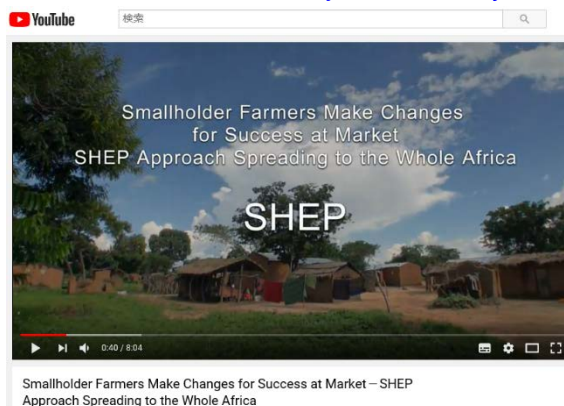 YouTube
検索
Smallholder Farmers Make Changes
for Success at Market
SHEP Approach Spreading to the Whole Africa
SHEP
0:40 / 8:04
Smallholder Farmers Make Changes for Success at Market – SHEP
Approach Spreading to the Whole Africa